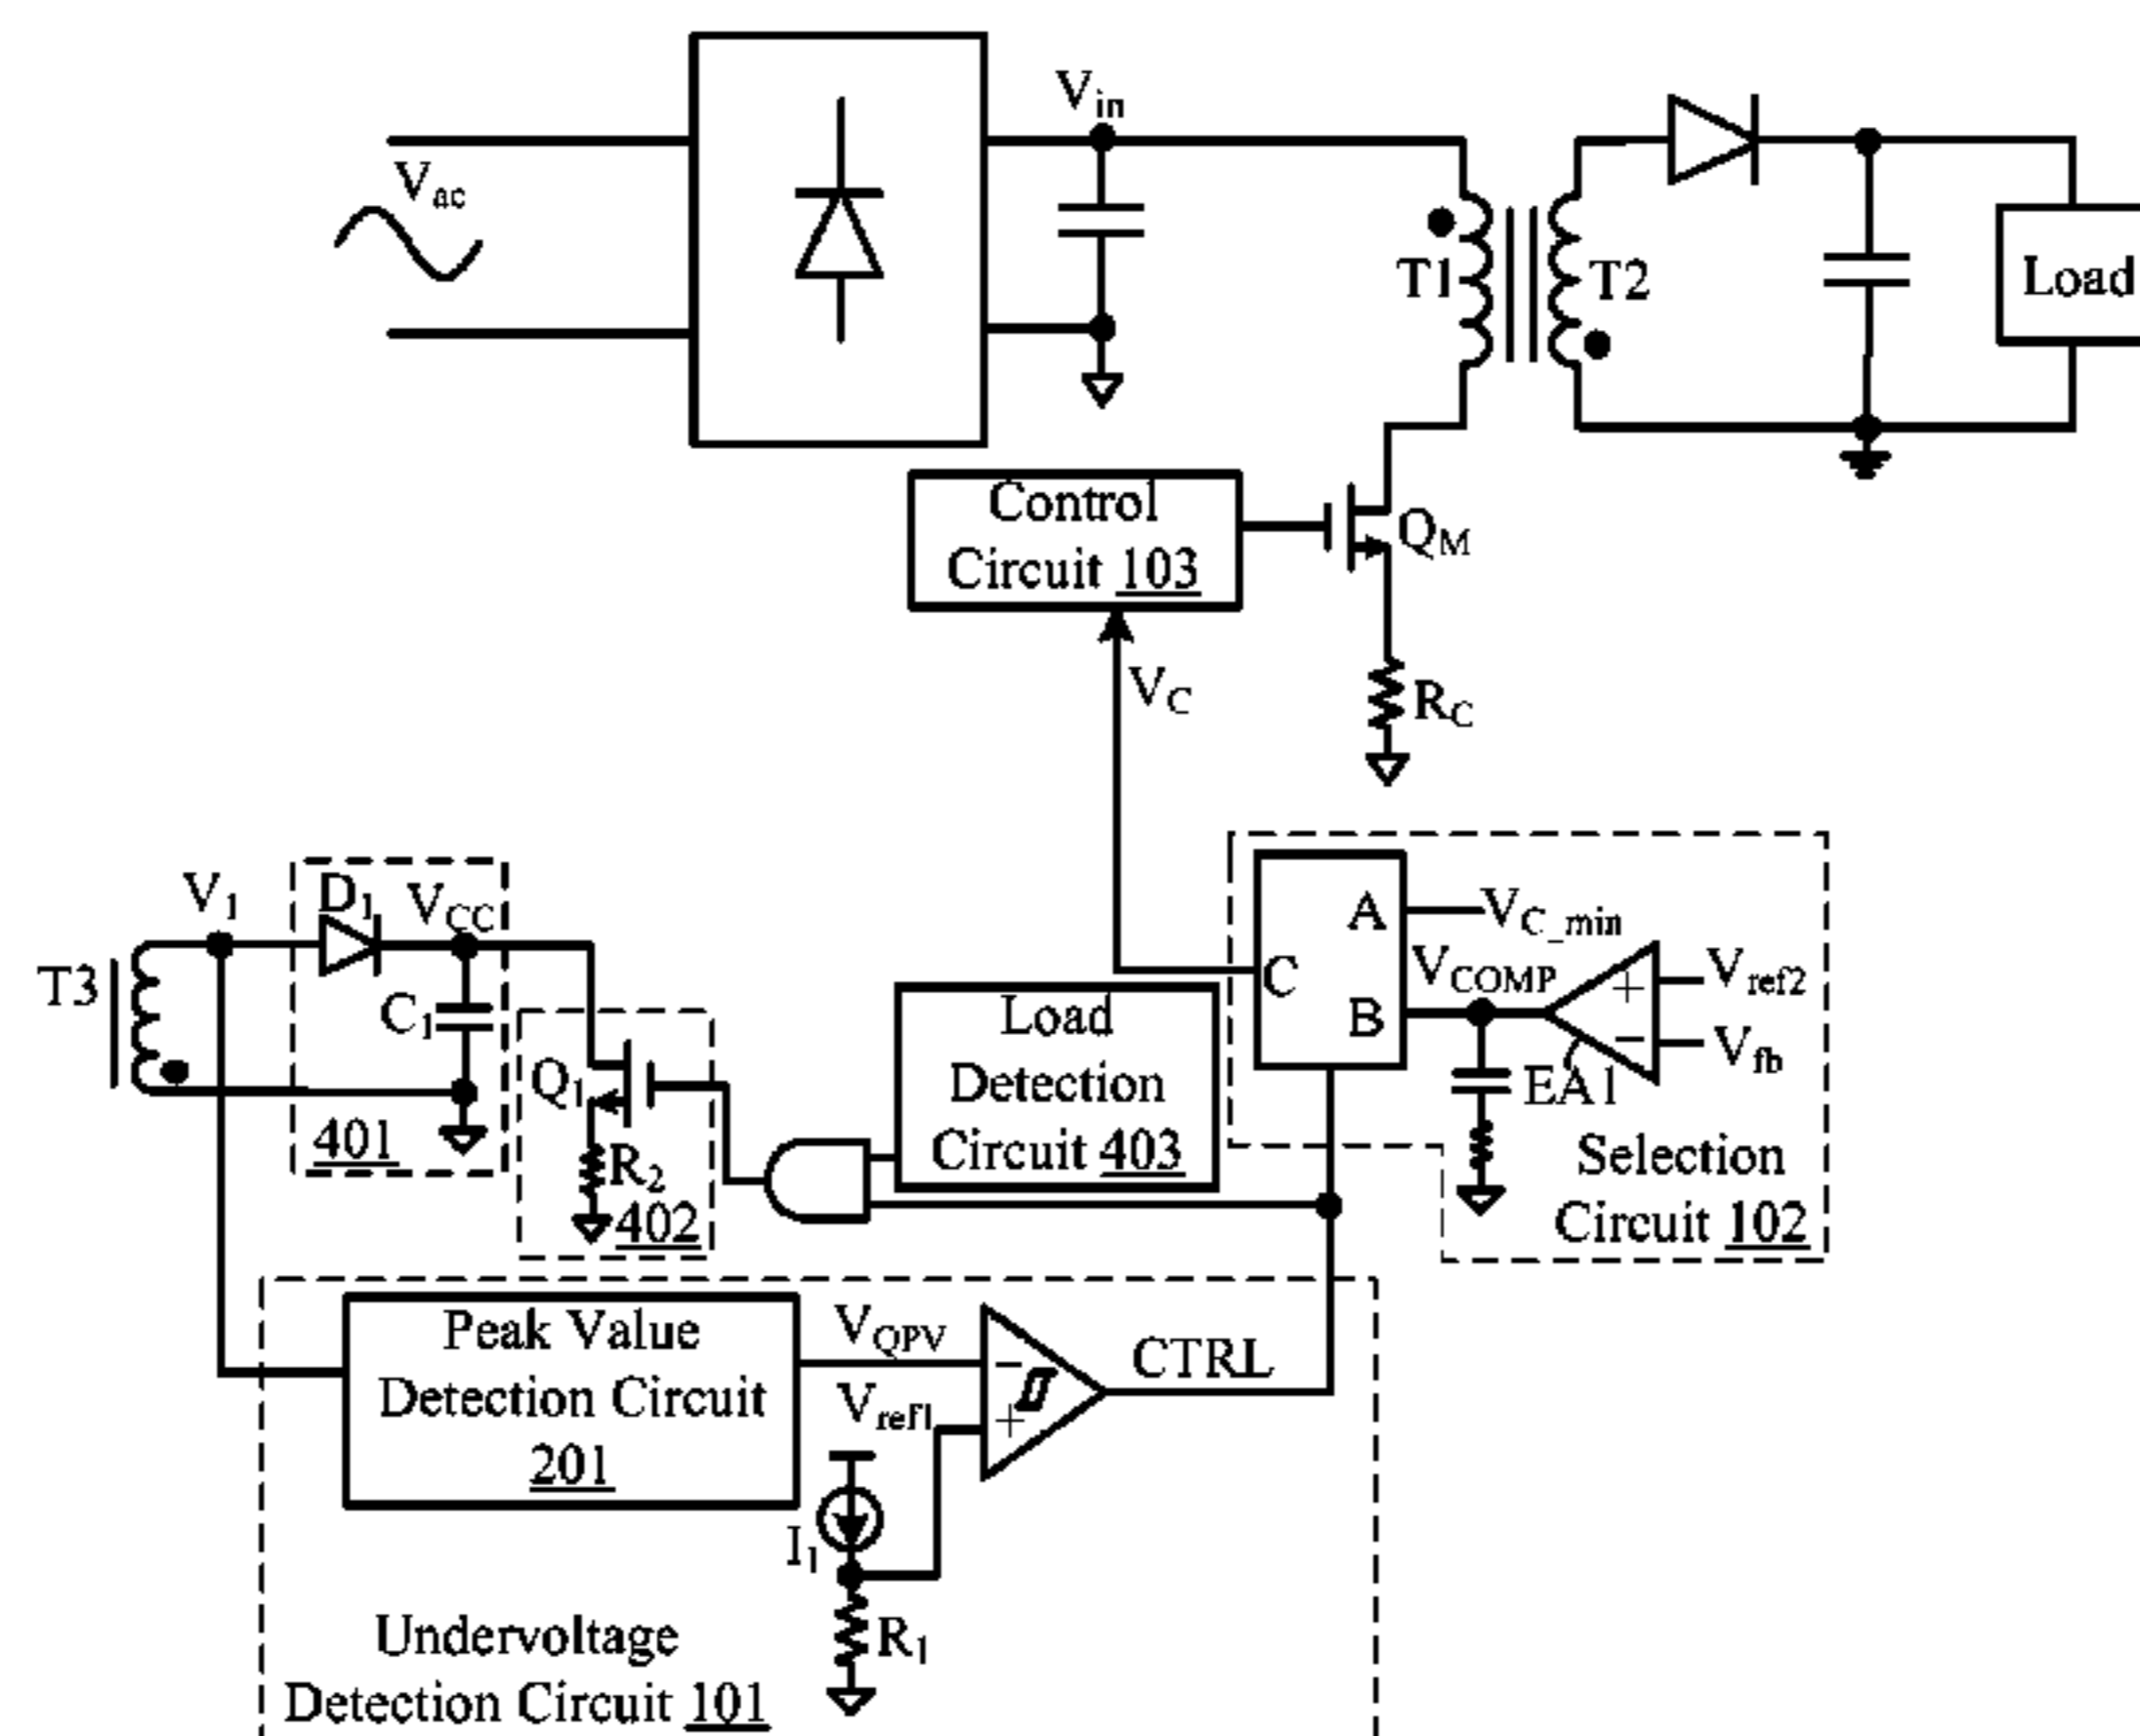 Vac
Vin
T1
T2
Load
Control
Circuit 103
QM
VC
RC
V1
D1
VCC
T3
C1
401
Q1
R2
402
Load
Detection
Circuit 403
A
B
C
VC_min
VCOMP
+
−
Vref2
Vfb
EA1
Selection
Circuit 102
Peak Value
Detection Circuit
201
VQPV
Vref1
−
+
CTRL
I1
R1
Undervoltage
Detection Circuit 101